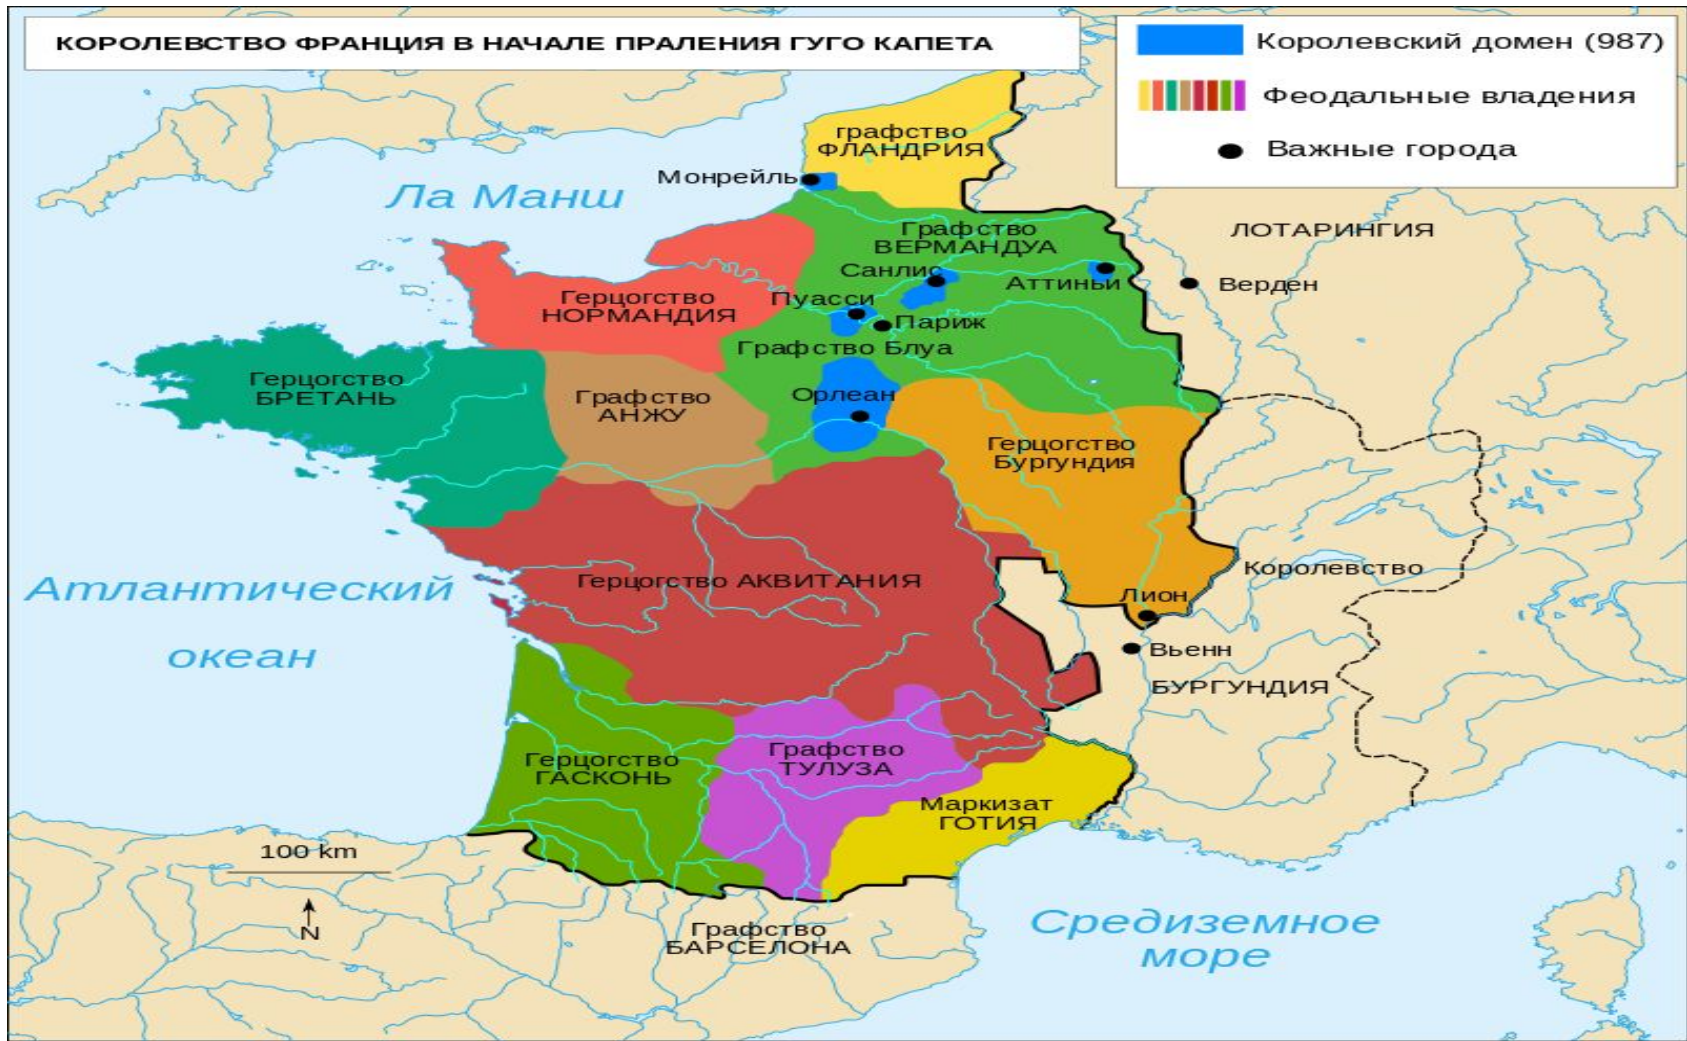 КОРОЛЕВСТВО ФРАНЦИЯ В НАЧАЛЕ ПРАЛЕНИЯ ГУГО КАПЕТА
Королевский домен (987)
Феодальные владения
Важные города
графство
ФЛАНДРИЯ
Монрейль
Ла Манш
Графство
ВЕРМАНДУА
ЛОТАРИНГИЯ
Санлис
Аттиньи
Верден
Герцогство
НОРМАНДИЯ
Пуасси
Париж
Графство Блуа
Герцогство
БРЕТАНЬ
Графство
АНЖУ
Орлеан
Герцогство
Бургундия
Атлантический
океан
Герцогство АКВИТАНИЯ
Королевство
Лион
Вьенн
БУРГУНДИЯ
Герцогство
ГАСКОНЬ
Графство
ТУЛУЗА
Маркизат
ГОТИЯ
100 km
N
Графство
БАРСЕЛОНА
Средиземное
море